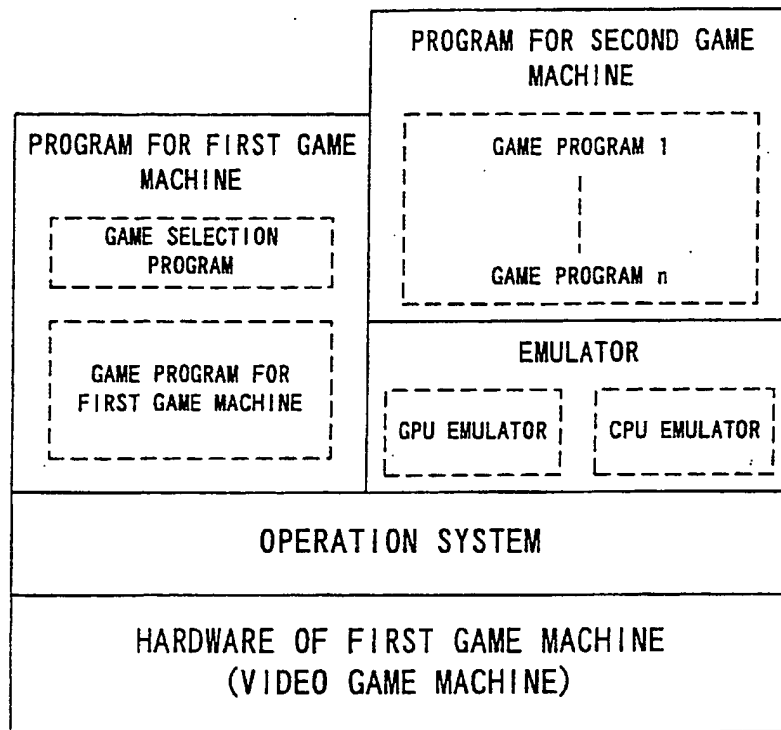 PROGRAM FOR SECOND GAME
MACHINE
GAME PROGRAM 1
GAME PROGRAM n
PROGRAM FOR FIRST GAME
MACHINE
GAME SELECTION
PROGRAM
GAME PROGRAM FOR
FIRST GAME MACHINE
EMULATOR
GPU EMULATOR
CPU EMULATOR
OPERATION SYSTEM
HARDWARE OF FIRST GAME MACHINE
(VIDEO GAME MACHINE)